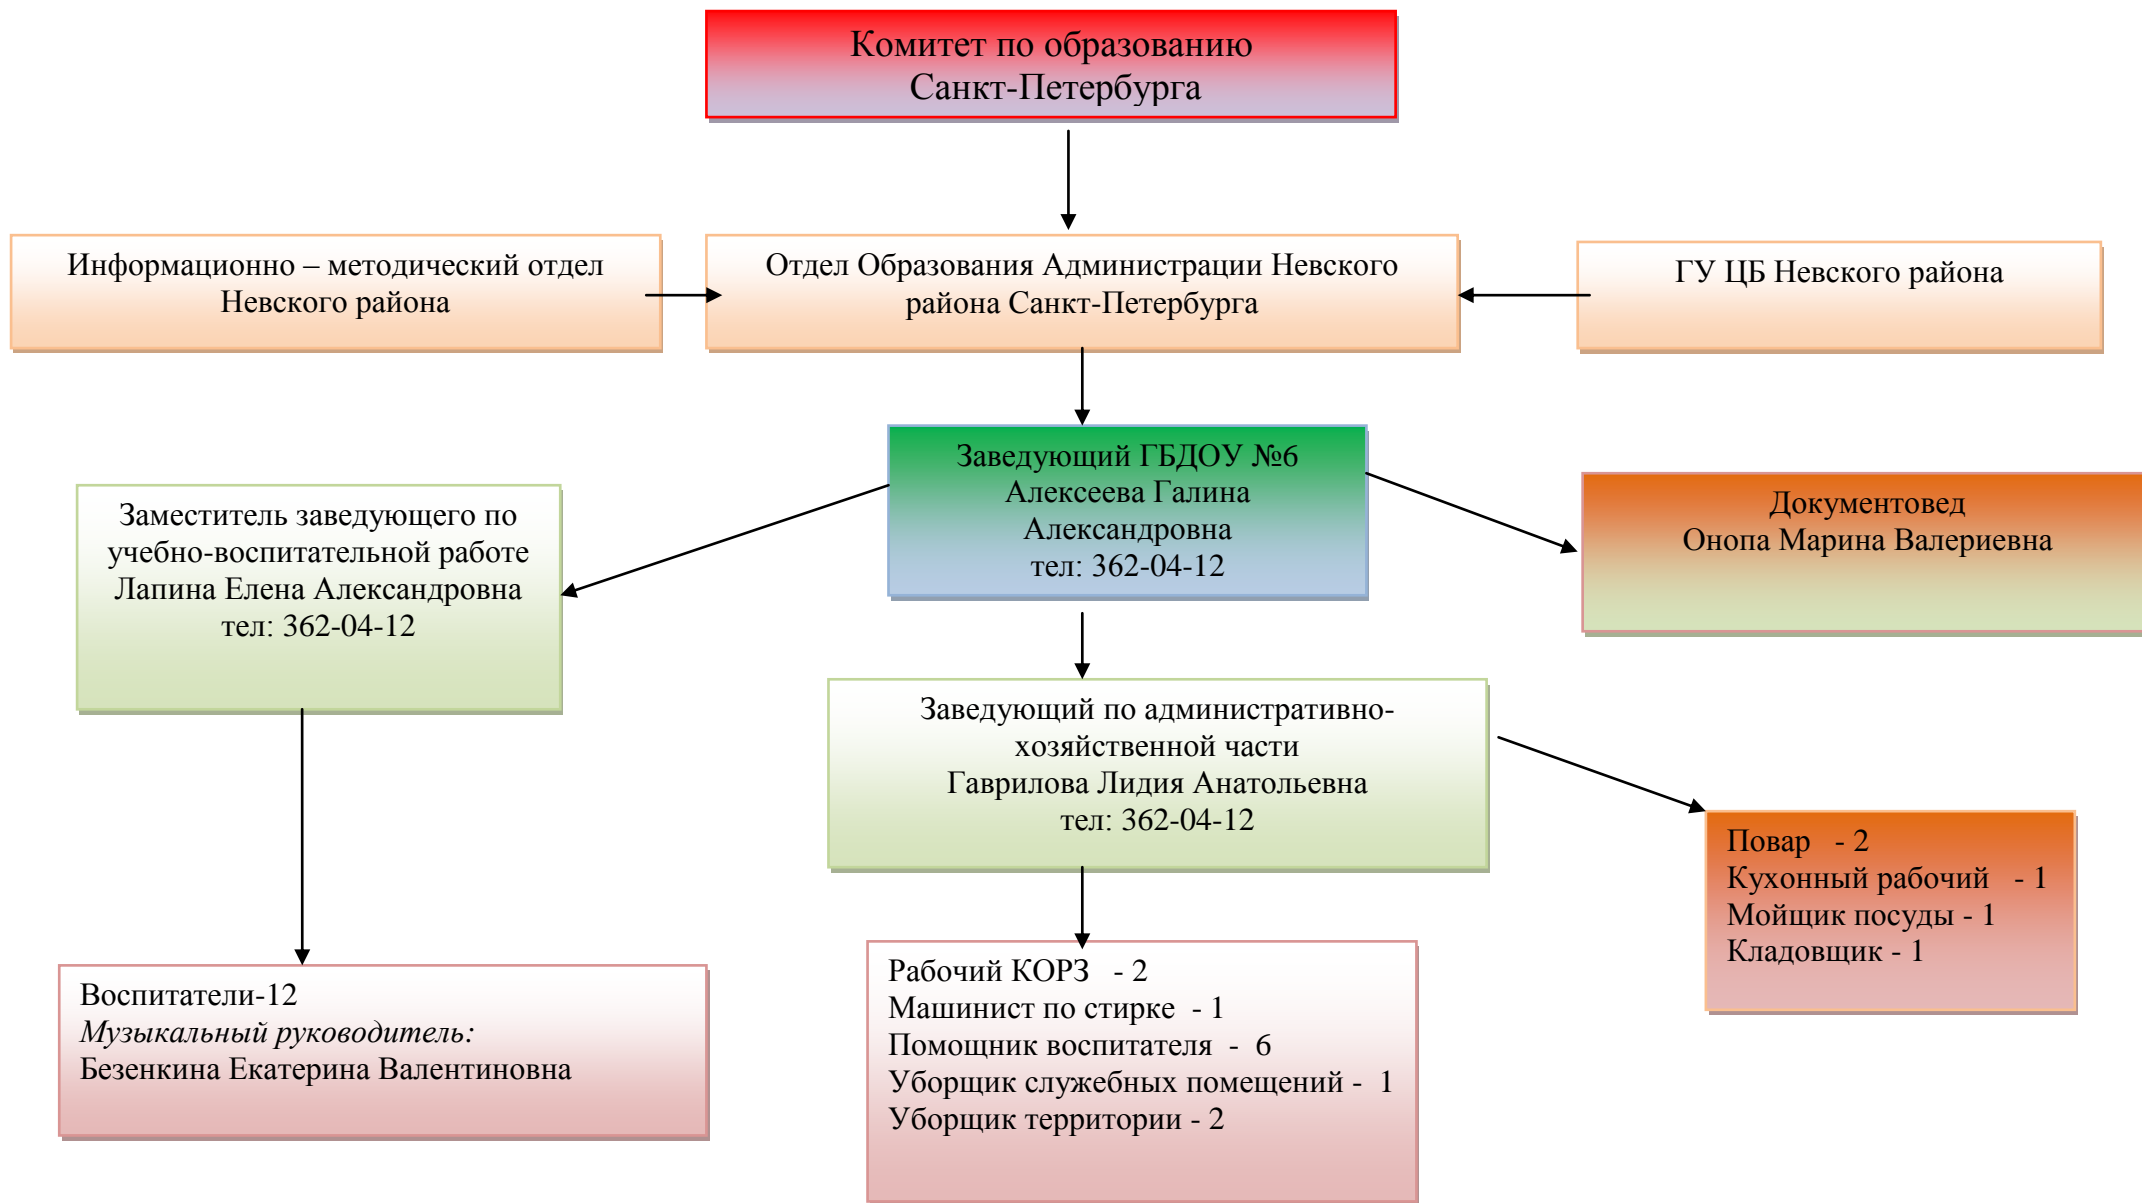 Комитет по образованию
Санкт-Петербурга
Информационно – методический отдел
Невского района
Отдел Образования Администрации Невского
района Санкт-Петербурга
ГУ ЦБ Невского района
Заведующий ГБДОУ №6
Алексеева Галина
Александровна
тел: 362-04-12
Заместитель заведующего по
учебно-воспитательной работе
Лапина Елена Александровна
тел: 362-04-12
Документовед
Онопа Марина Валериевна
Заведующий по административно-
хозяйственной части
Гаврилова Лидия Анатольевна
тел: 362-04-12
Повар - 2
Кухонный рабочий - 1
Мойщик посуды - 1
Кладовщик - 1
Воспитатели-12
Музыкальный руководитель:
Безенкина Екатерина Валентиновна
Рабочий КОРЗ - 2
Машинист по стирке - 1
Помощник воспитателя - 6
Уборщик служебных помещений - 1
Уборщик территории - 2